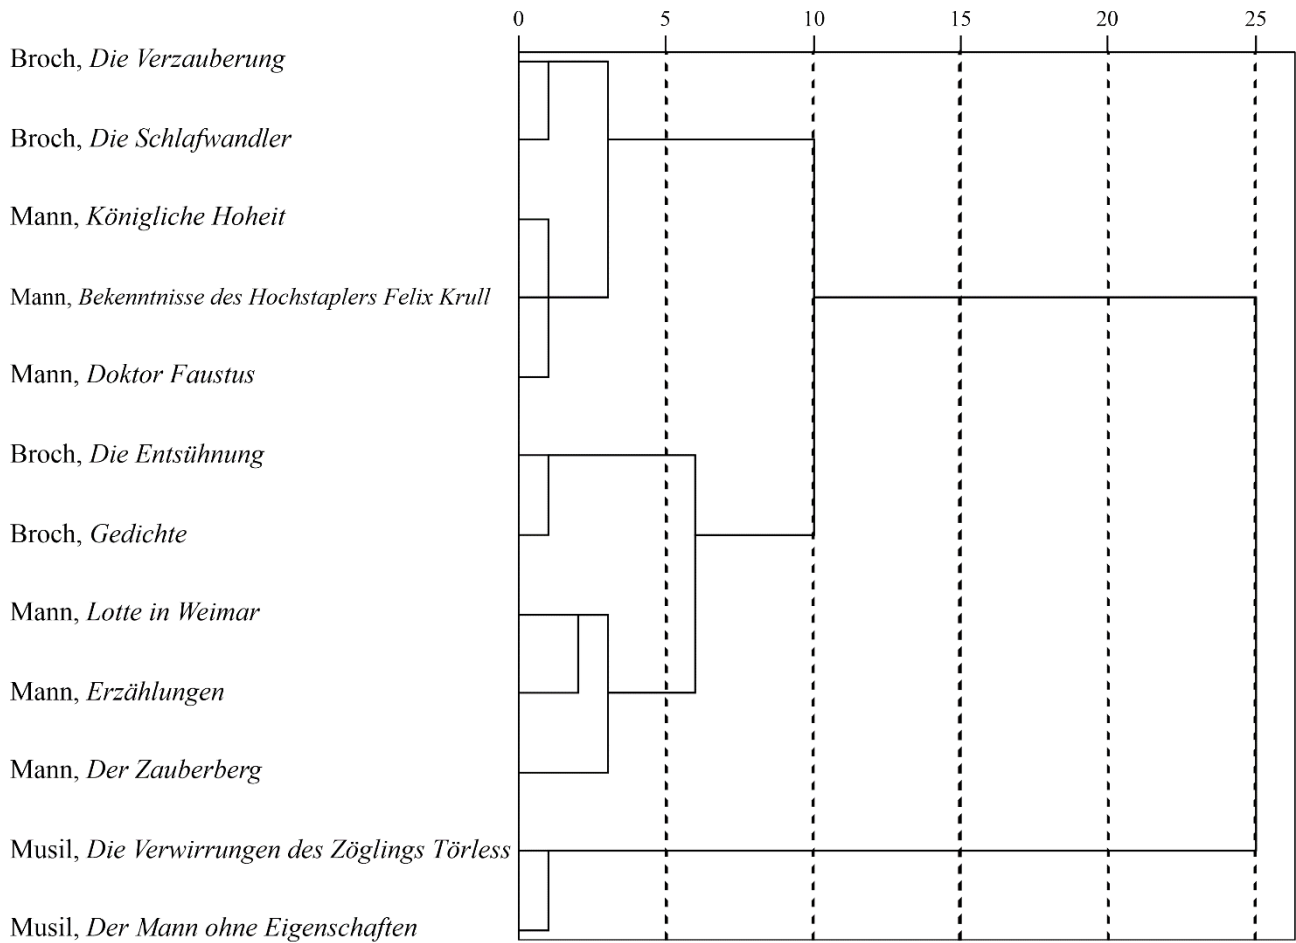 0 5 10 15 20 25
Broch, Die Verzauberung
Broch, Die Schlafwandler
Mann, Königliche Hoheit
Mann, Bekenntnisse des Hochstaplers Felix Krull
Mann, Doktor Faustus
Broch, Die Entsühnung
Broch, Gedichte
Mann, Lotte in Weimar
Mann, Erzählungen
Mann, Der Zauberberg
Musil, Die Verwirrungen des Zöglings Törless
Musil, Der Mann ohne Eigenschaften